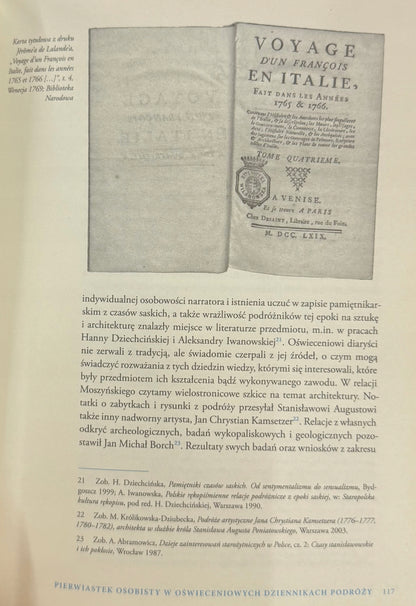 Karta tytułowa z druku
Jérôme'a de Lalande'a,
„Voyage d'un François en
Italie, fait dans les années
1765 et 1766 [...]", t. 4,
Wenecja 1769; Biblioteka
Narodowa
VOYAGE
D'UN FRANÇOIS
EN ITALIE,
FAIT DANS LES ANNÉES
1765 & 1766.
TOME QUATRIEME.
A VENISE,
Et se trouve A PARIS
Chez DESAINT, Libraire, rue du Foin.
M. DCC. LXIX.
indywidualnej osobowości narratora i istnienia uczuć w zapisie pamiętnikar-
skim z czasów saskich, a także wrażliwość podróżników tej epoki na sztukę
i architekturę znalazły miejsce w literaturze przedmiotu, m.in. w pracach
Hanny Dziechcińskiej i Aleksandry Iwanowskiej21. Oświeceniowi diaryści
nie zerwali z tradycją, ale świadomie czerpali z jej źródeł, o czym mogą
świadczyć rozważania z tych dziedzin wiedzy, którymi się interesowali, które
były przedmiotem ich kształcenia bądź wykonywanego zawodu. W relacji
Moszyńskiego czytamy wielostronicowe szkice na temat architektury. No-
tatki o zabytkach i rysunki z podróży przesyłał Stanisławowi Augustowi
także inny nadworny artysta, Jan Chrystian Kamsetzer22. Relacje z własnych
odkryć archeologicznych, badań wykopaliskowych i geologicznych pozo-
stawił Jan Michał Borch23. Rezultaty swych badań oraz wniosków z zakresu
21 Zob. H. Dziechcińska, Pamiętniki czasów saskich. Od sentymentalizmu do sensualizmu, Byd-
goszcz 1999; A. Iwanowska, Polskie rękopiśmienne relacje podróżnicze z epoki saskiej, w: Staropolska
kultura rękopisu, pod red. H. Dziechcińskiej, Warszawa 1990.
22 Zob. M. Królikowska-Dziubecka, Podróże artystyczne Jana Chrystiana Kamsetzera (1776–1777,
1780–1782), architekta w służbie króla Stanisława Augusta Poniatowskiego, Warszawa 2003.
23 Zob. A. Abramowicz, Dzieje zainteresowań starożytniczych w Polsce, cz. 2: Czasy stanisławowskie
i ich pokłosie, Wrocław 1987.
PIERWIASTEK OSOBISTY W OŚWIECENIOWYCH DZIENNIKACH PODRÓŻY 117